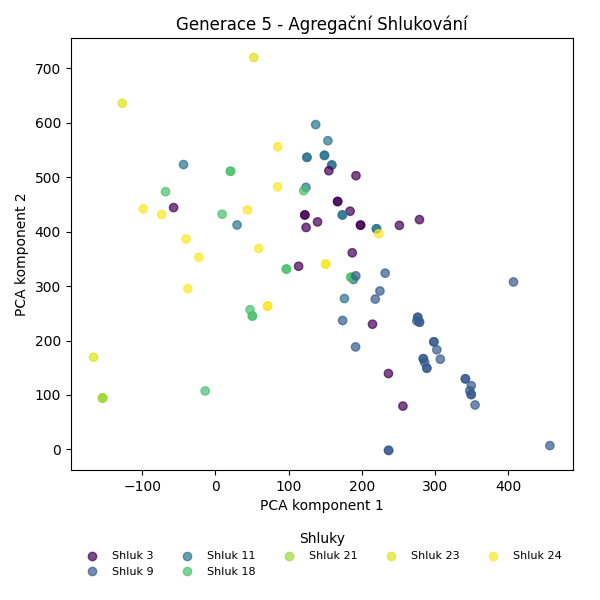 Generace 5 - Agregační Shlukování
PCA komponent 2
700
600
500
400
300
200
100
0
−100 0 100 200 300 400
PCA komponent 1
Shluky
Shluk 3 Shluk 11 Shluk 21 Shluk 23 Shluk 24
Shluk 9 Shluk 18